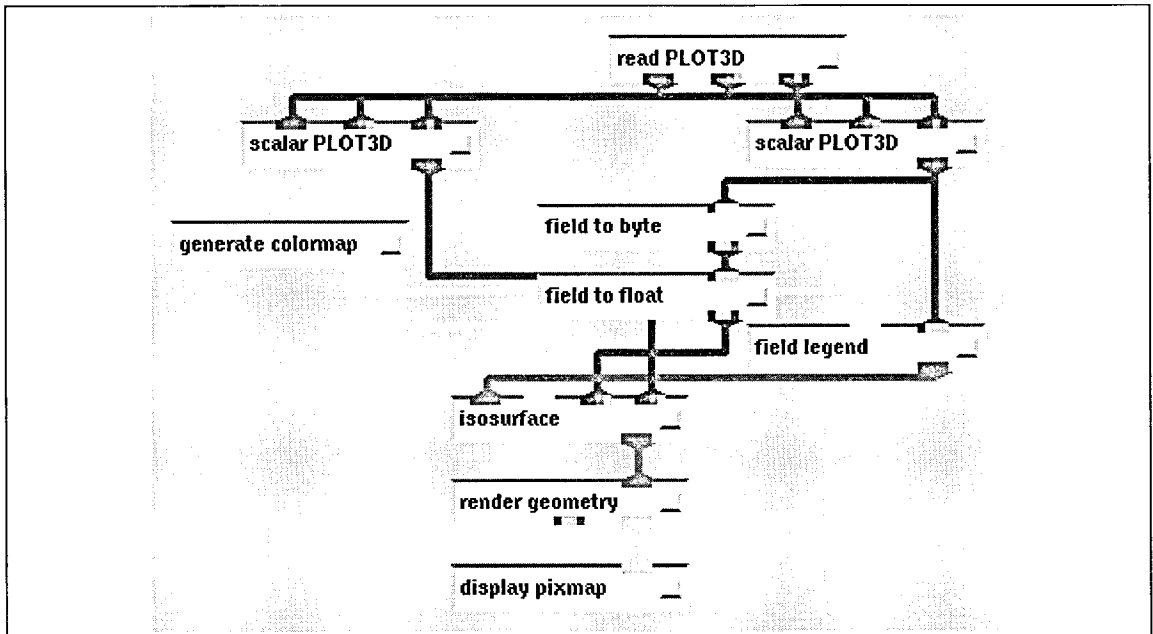 read PLOT3D
scalar PLOT3D
scalar PLOT3D
field to byte
generate colormap
field to float
field legend
isosurface
render geometry
display pixmap